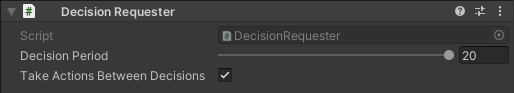 Decision Requester
Script DecisionRequester
Decision Period 20
Take Actions Between Decisions